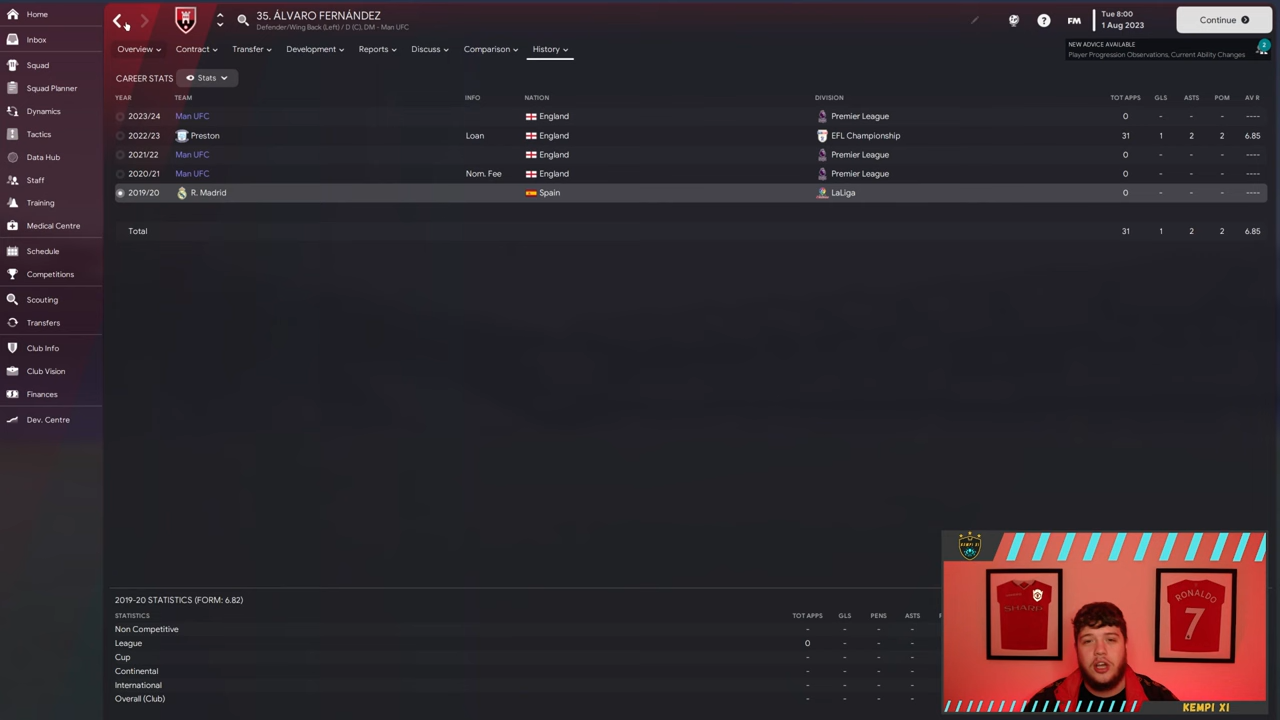 Home
Inbox
Squad
Squad Planner
Dynamics
Tactics
Data Hub
Staff
Training
Medical Centre
Schedule
Competitions
Scouting
Transfers
Club Info
Club Vision
Finances
Dev. Centre
35. ÁLVARO FERNÁNDEZ
Defender/Wing Back (Left) / D (C), DM - Man UFC
FM
Tue 8:00
1 Aug 2023
Continue
NEW ADVICE AVAILABLE
Player Progression Observations, Current Ability Changes
2
Overview Contract Transfer Development Reports Discuss Comparison History
CAREER STATS Stats
YEAR TEAM INFO NATION DIVISION TOT APPS GLS ASTS POM AV R
2023/24 Man UFC England Premier League 0 - - - ----
2022/23 Preston Loan England EFL Championship 31 1 2 2 6.85
2021/22 Man UFC England Premier League 0 - - - ----
2020/21 Man UFC Nom. Fee England Premier League 0 - - - ----
2019/20 R. Madrid Spain LaLiga 0 - - - ----
Total 31 1 2 2 6.85
2019-20 STATISTICS (FORM: 6.82)
STATISTICS TOT APPS GLS PENS ASTS
Non Competitive - - - -
League 0 - - -
Cup - - - -
Continental - - - -
International - - - -
Overall (Club) - - - -
KEMPI XI
SHARP
RONALDO
7
KEMPI XI